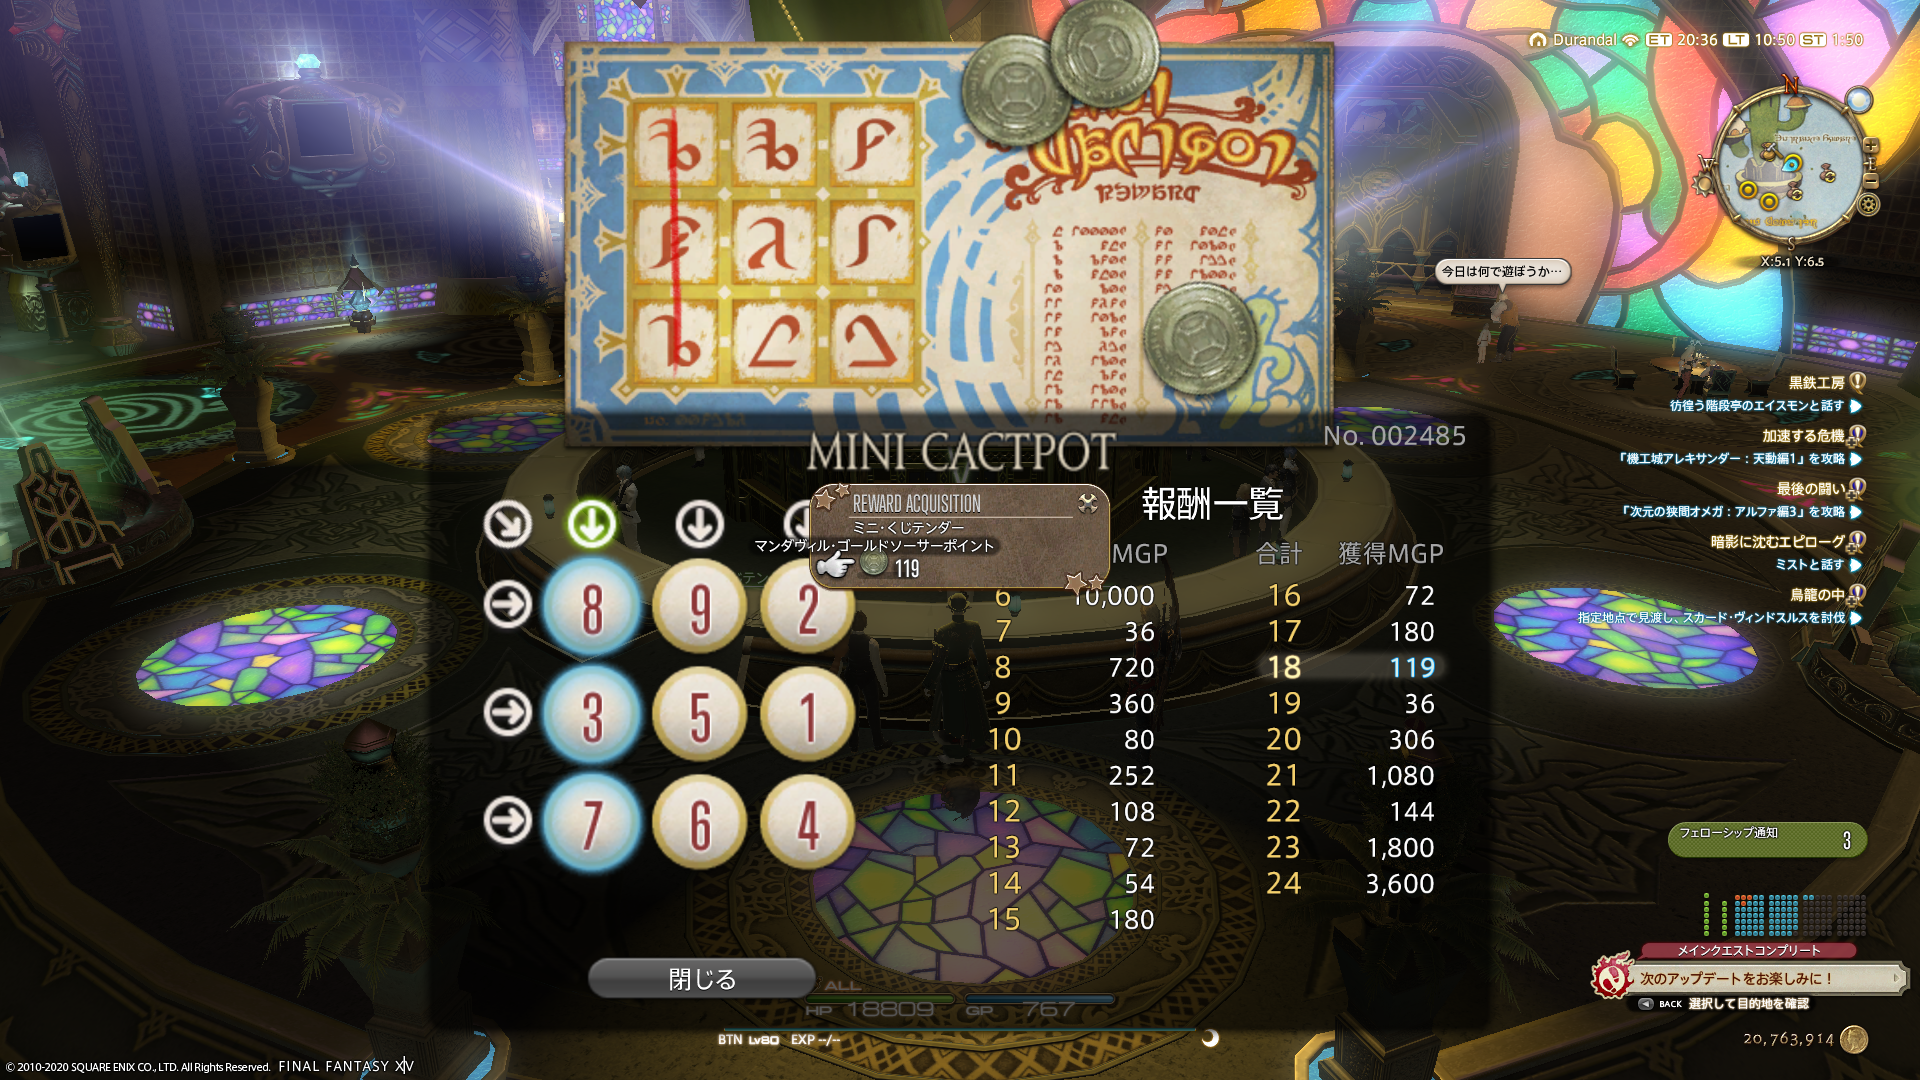 Durandal ET 20:36 LT 10:50 ST 1:50
N
S
X:5.1 Y:6.5
今日は何で遊ぼうか…
黒鉄工房
彷徨う階段亭のエイスモンと話す
加速する危機
「機工城アレキサンダー：天動編1」を攻略
最後の闘い
「次元の狭間オメガ：アルファ編3」を攻略
暗影に沈むエピローグ
ミストと話す
鳥籠の中
指定地点で見渡し、スカード・ヴィンドスルスを討伐
No. 002485
MINI CACTPOT
REWARD ACQUISITION
ミニ・くじテンダー
マンダヴィル・ゴールドソーサーポイント
119
報酬一覧
MGP 合計 獲得MGP
8 9 2
3 5 1
7 6 4
6 10,000 16 72
7 36 17 180
8 720 18 119
9 360 19 36
10 80 20 306
11 252 21 1,080
12 108 22 144
13 72 23 1,800
14 54 24 3,600
15 180
閉じる
ALL
HP 18809 GP 767
BTN Lv80 EXP --/--
フェローシップ通知
3
メインクエストコンプリート
次のアップデートをお楽しみに！
BACK 選択して目的地を確認
20,763,914
© 2010-2020 SQUARE ENIX CO., LTD. All Rights Reserved. FINAL FANTASY XIV